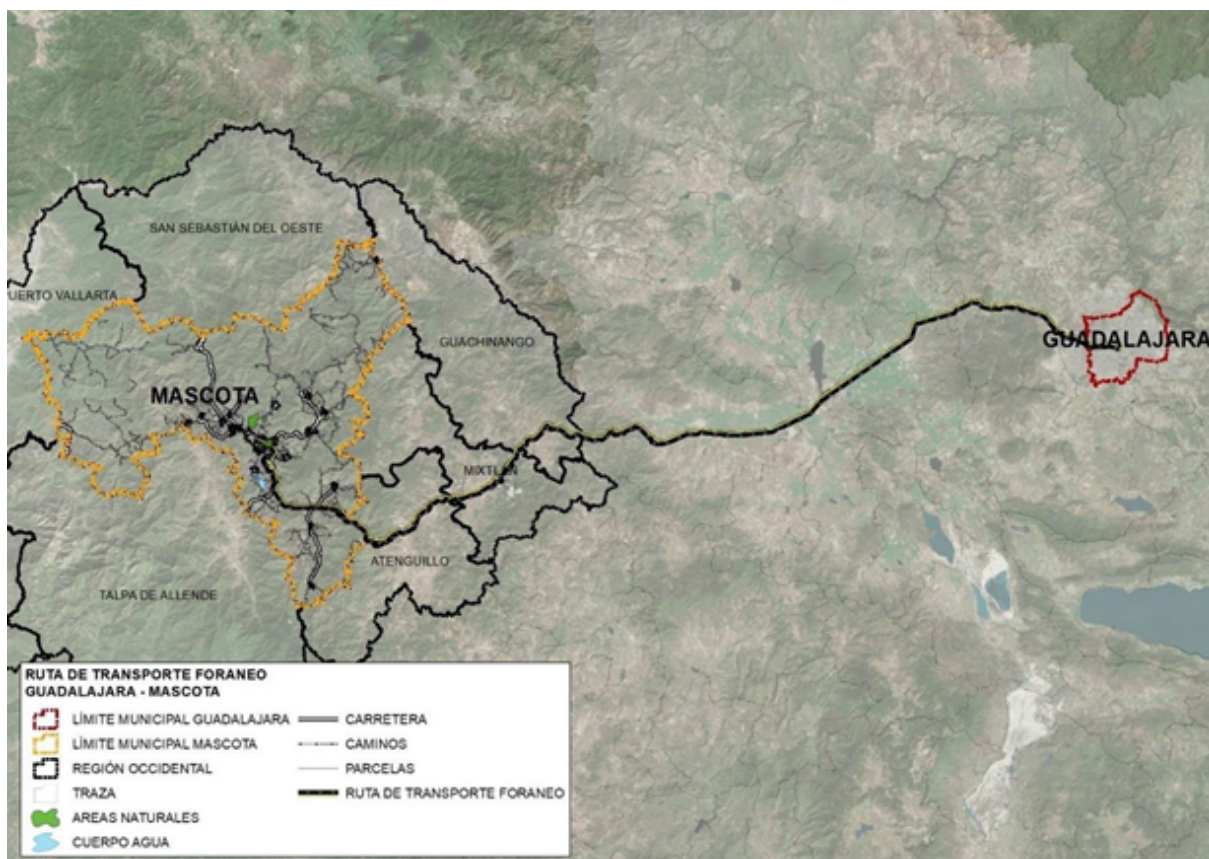 SAN SEBASTIÁN DEL OESTE
PUERTO VALLARTA
GUACHINANGO
GUADALAJARA
MASCOTA
MIXTLÁN
ATENGUILLO
TALPA DE ALLENDE
RUTA DE TRANSPORTE FORANEO
GUADALAJARA - MASCOTA
LÍMITE MUNICIPAL GUADALAJARA
LÍMITE MUNICIPAL MASCOTA
REGIÓN OCCIDENTAL
TRAZA
AREAS NATURALES
CUERPO AGUA
CARRETERA
CAMINOS
PARCELAS
RUTA DE TRANSPORTE FORANEO